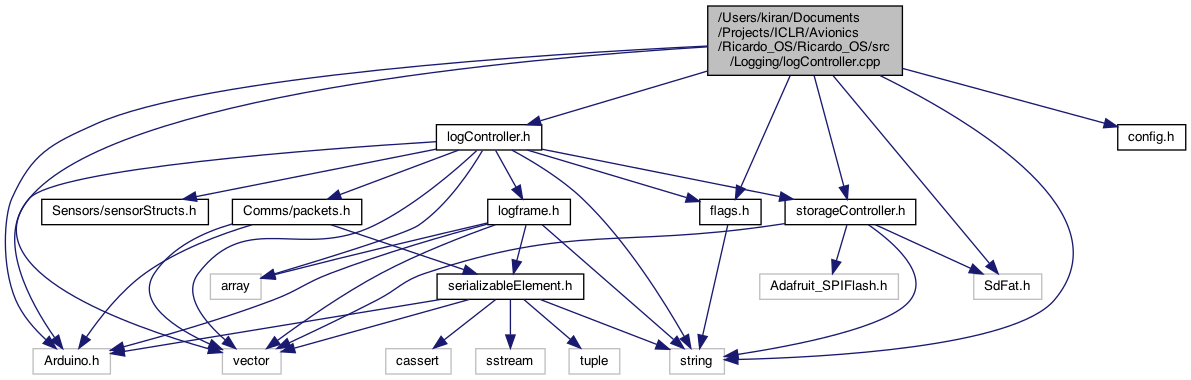 /Users/kiran/Documents
/Projects/ICLR/Avionics
/Ricardo_OS/Ricardo_OS/src
/Logging/logController.cpp
logController.h
config.h
Sensors/sensorStructs.h
Comms/packets.h
logframe.h
flags.h
storageController.h
array
serializableElement.h
Adafruit_SPIFlash.h
SdFat.h
Arduino.h
vector
cassert
sstream
tuple
string